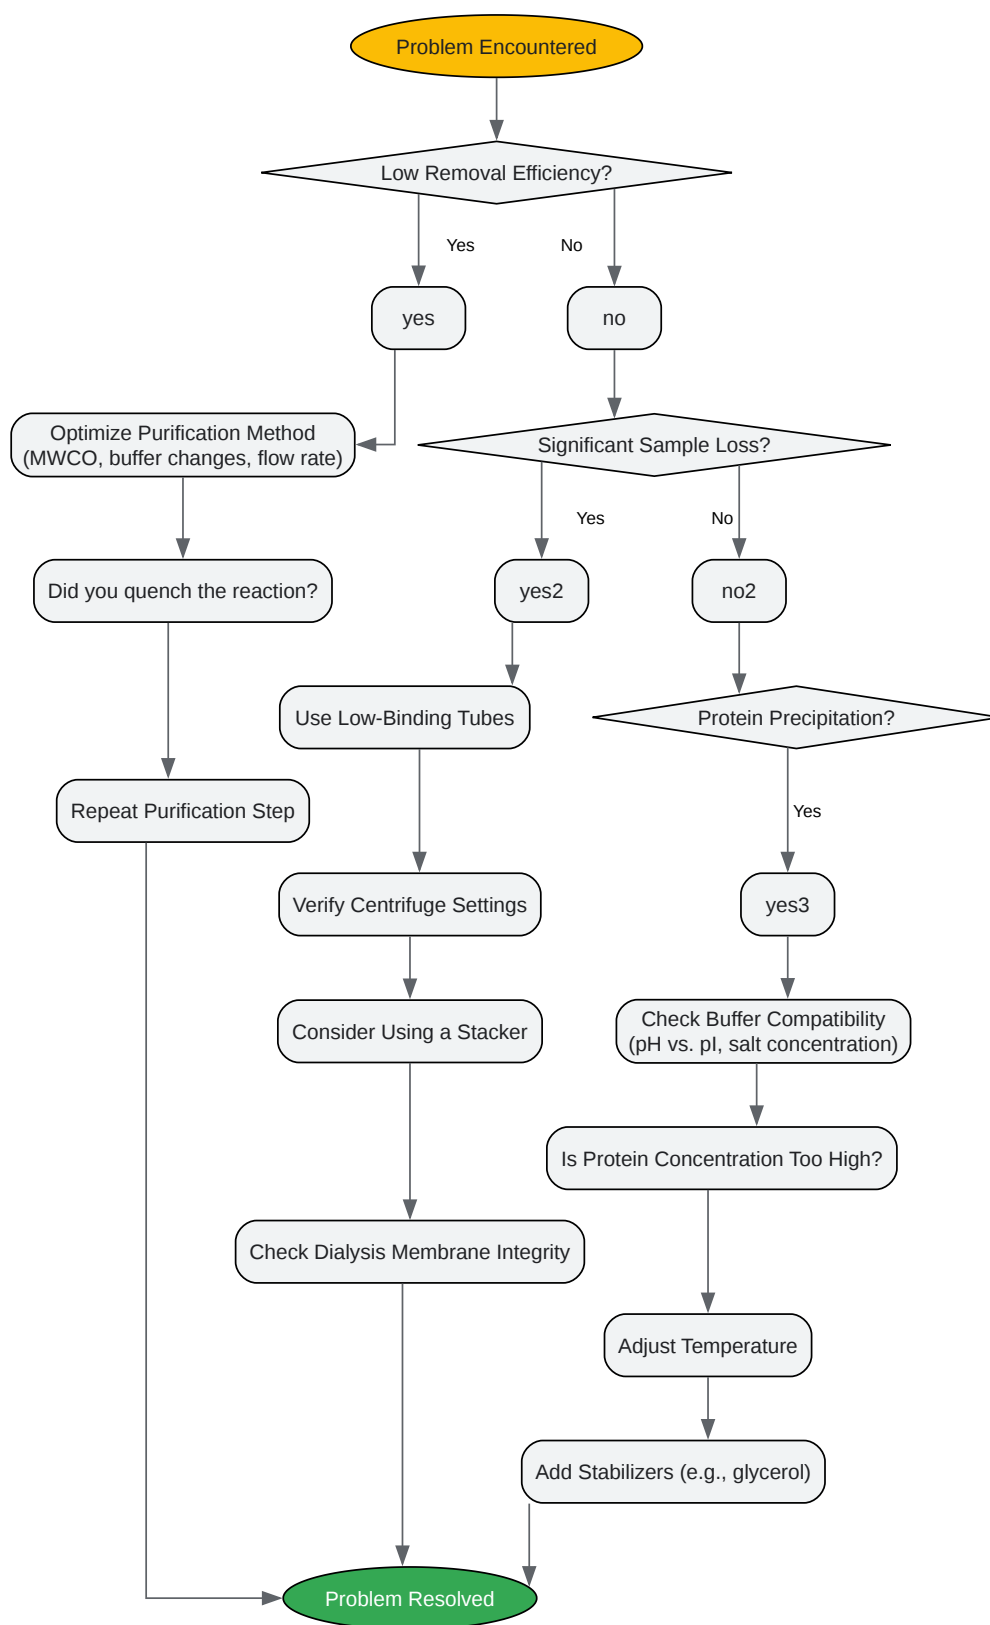 Problem Encountered
Low Removal Efficiency?
Yes
No
yes
no
Optimize Purification Method
(MWCO, buffer changes, flow rate)
Significant Sample Loss?
Yes
No
Did you quench the reaction?
yes2
no2
Use Low-Binding Tubes
Protein Precipitation?
Repeat Purification Step
Yes
Verify Centrifuge Settings
yes3
Consider Using a Stacker
Check Buffer Compatibility
(pH vs. pI, salt concentration)
Is Protein Concentration Too High?
Check Dialysis Membrane Integrity
Adjust Temperature
Add Stabilizers (e.g., glycerol)
Problem Resolved